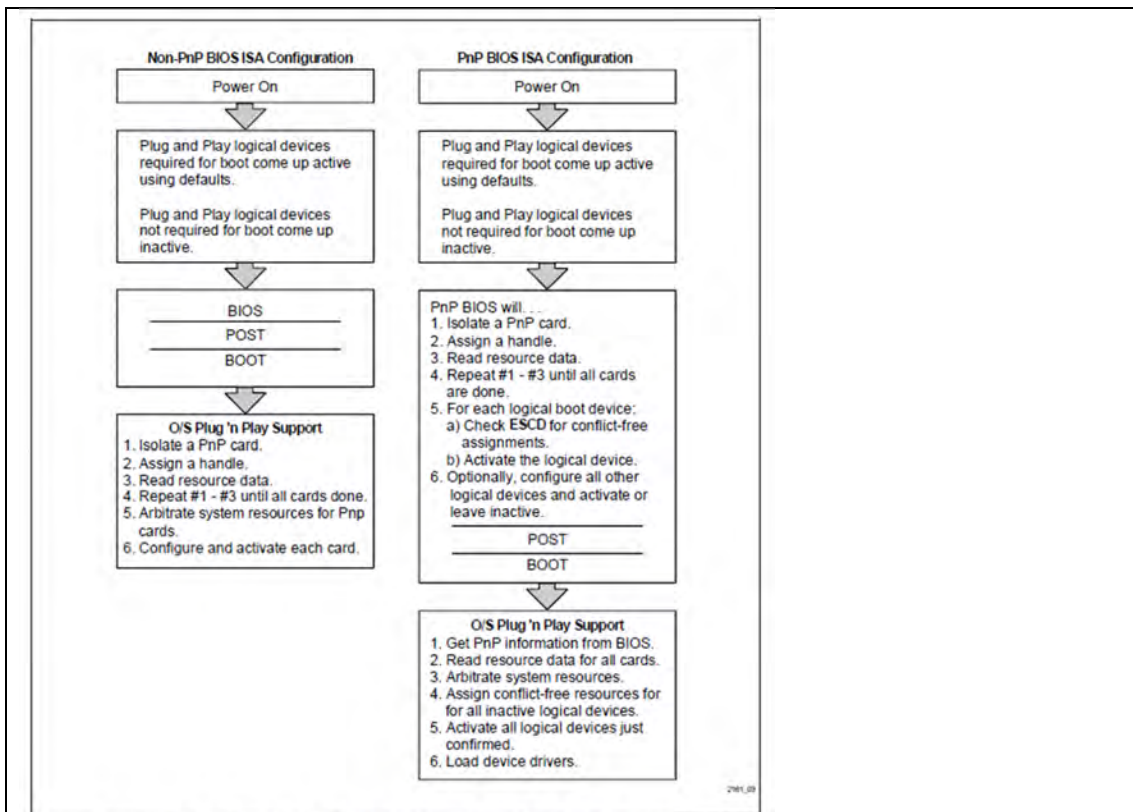 Non-PnP BIOS ISA Configuration
Power On
Plug and Play logical devices
required for boot come up active
using defaults.
Plug and Play logical devices
not required for boot come up
inactive.
BIOS
POST
BOOT
O/S Plug 'n Play Support
1. Isolate a PnP card.
2. Assign a handle.
3. Read resource data.
4. Repeat #1 - #3 until all cards done.
5. Arbitrate system resources for Pnp
cards.
6. Configure and activate each card.
PnP BIOS ISA Configuration
Power On
Plug and Play logical devices
required for boot come up active
using defaults.
Plug and Play logical devices
not required for boot come up
inactive.
PnP BIOS will. . .
1. Isolate a PnP card.
2. Assign a handle.
3. Read resource data.
4. Repeat #1 - #3 until all cards
are done.
5. For each logical boot device:
a) Check ESCD for conflict-free
assignments.
b) Activate the logical device.
6. Optionally, configure all other
logical devices and activate or
leave inactive.
POST
BOOT
O/S Plug 'n Play Support
1. Get PnP information from BIOS.
2. Read resource data for all cards.
3. Arbitrate system resources.
4. Assign conflict-free resources for
for all inactive logical devices.
5. Activate all logical devices just
confirmed.
6. Load device drivers.